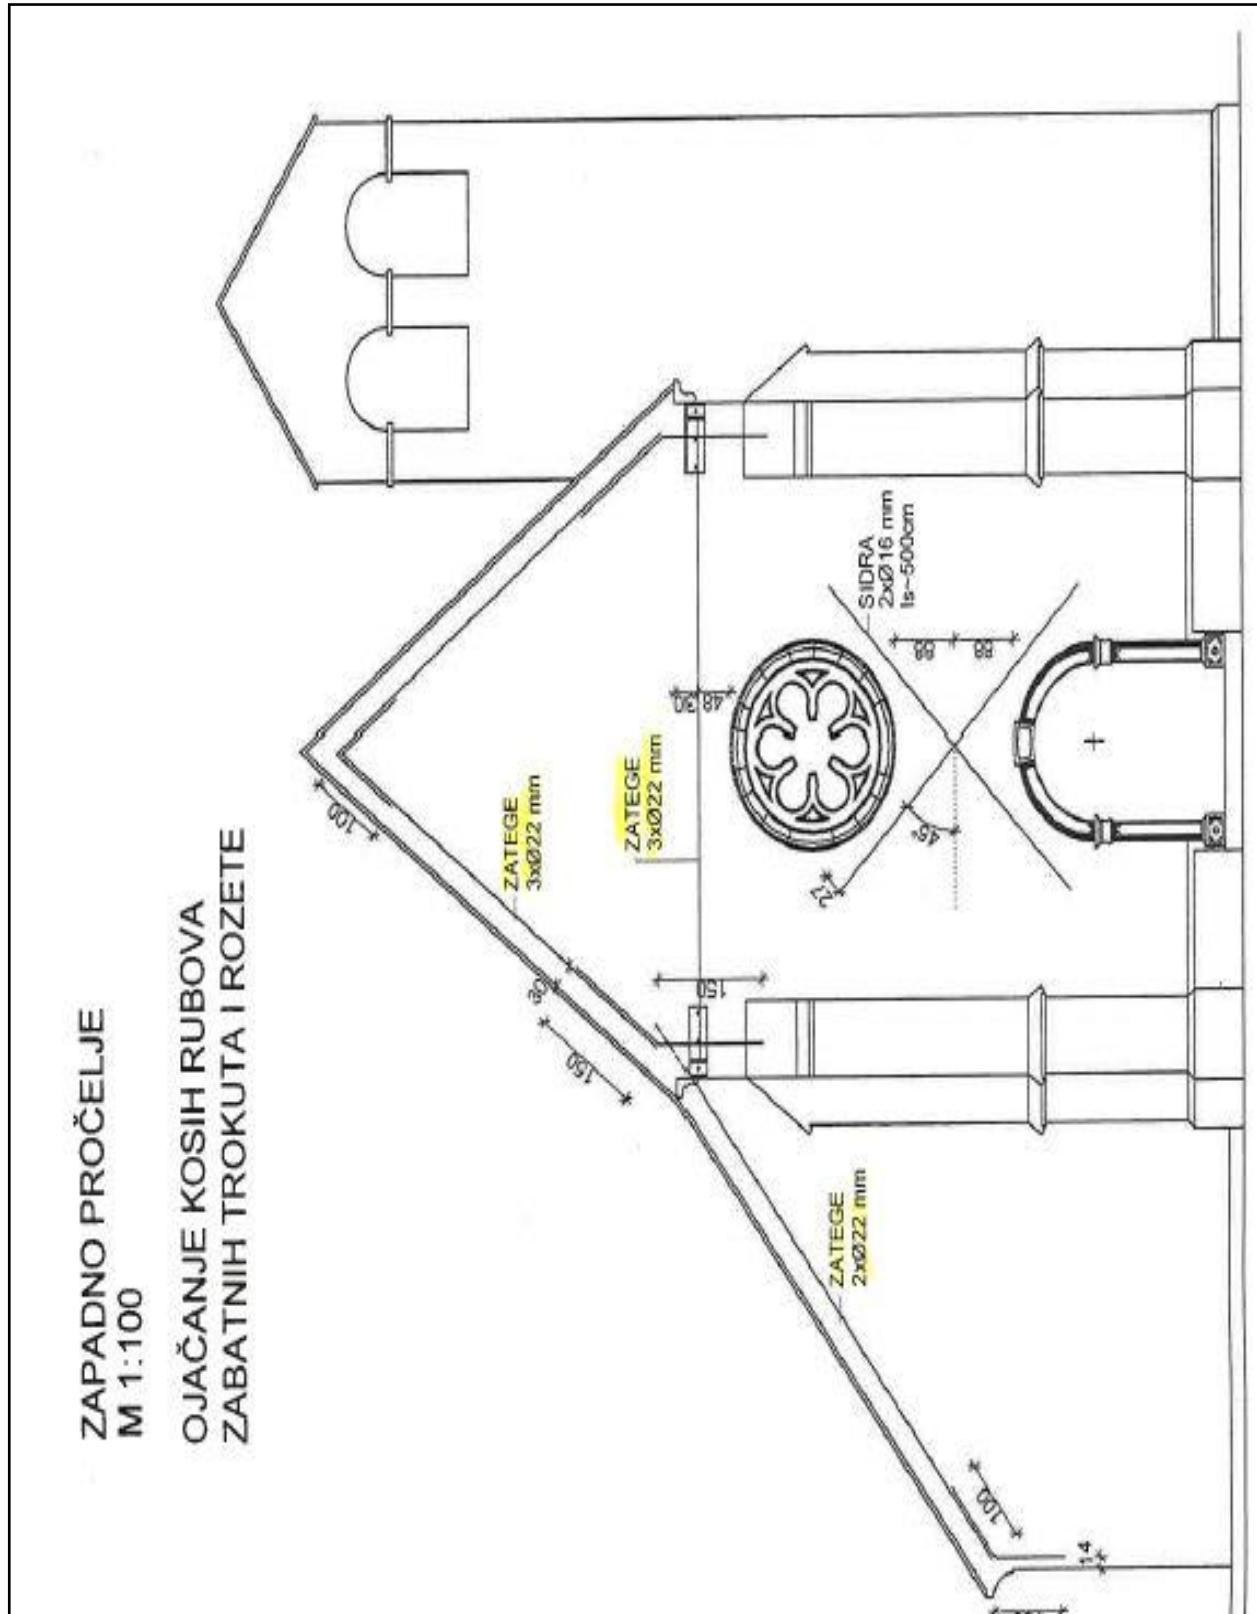 ZAPADNO PROČELJE
M 1:100
OJAČANJE KOSIH RUBOVA
ZABATNIH TROKUTA I ROZETE
100
ZATEGE
3xØ22 mm
ZATEGE
3xØ22 mm
150
150
48
30
SIDRA
2xØ16 mm
ls~500cm
88
88
45°
27
ZATEGE
2xØ22 mm
100
14